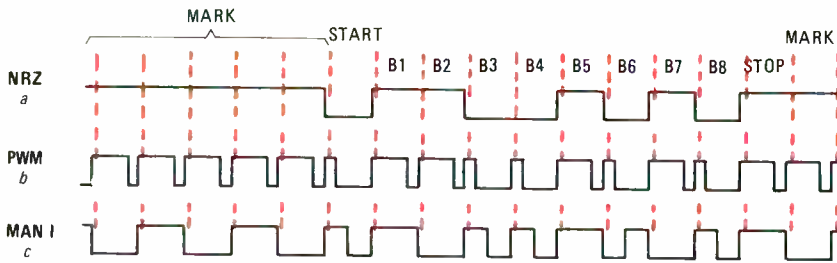 MARK
START
MARK
B1 B2 B3 B4 B5 B6 B7 B8 STOP
NRZ
a
PWM
b
MAN I
c